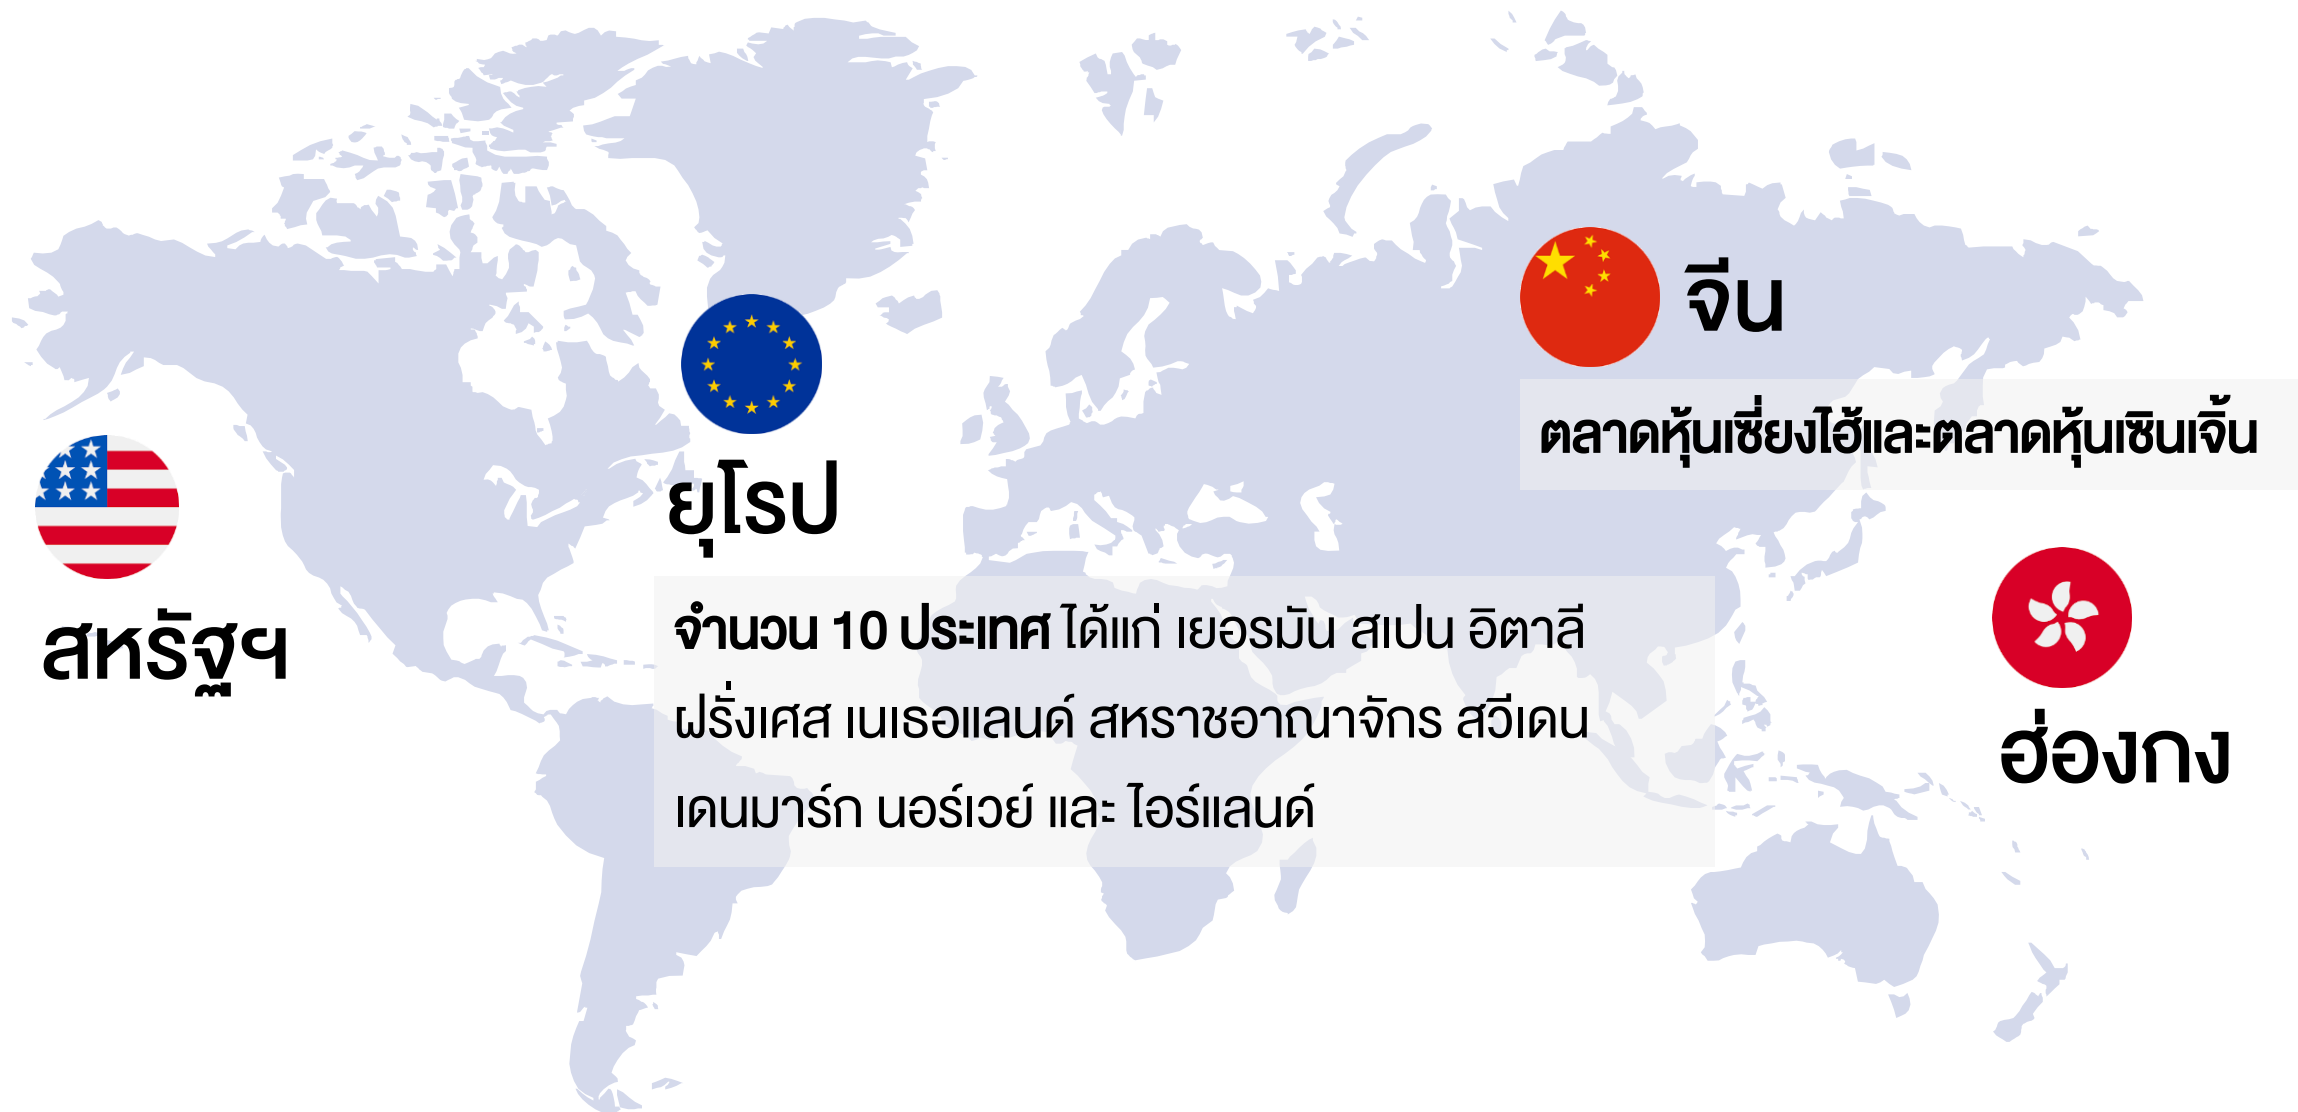 สหรัฐฯ
ยุโรป
จำนวน 10 ประเทศ ได้แก่ เยอรมัน สเปน อิตาลี
ฝรั่งเศส เนเธอแลนด์ สหราชอาณาจักร สวีเดน
เดนมาร์ก นอร์เวย์ และ ไอร์แลนด์
จีน
ตลาดหุ้นเซี่ยงไฮ้และตลาดหุ้นเซินเจิ้น
ฮ่องกง